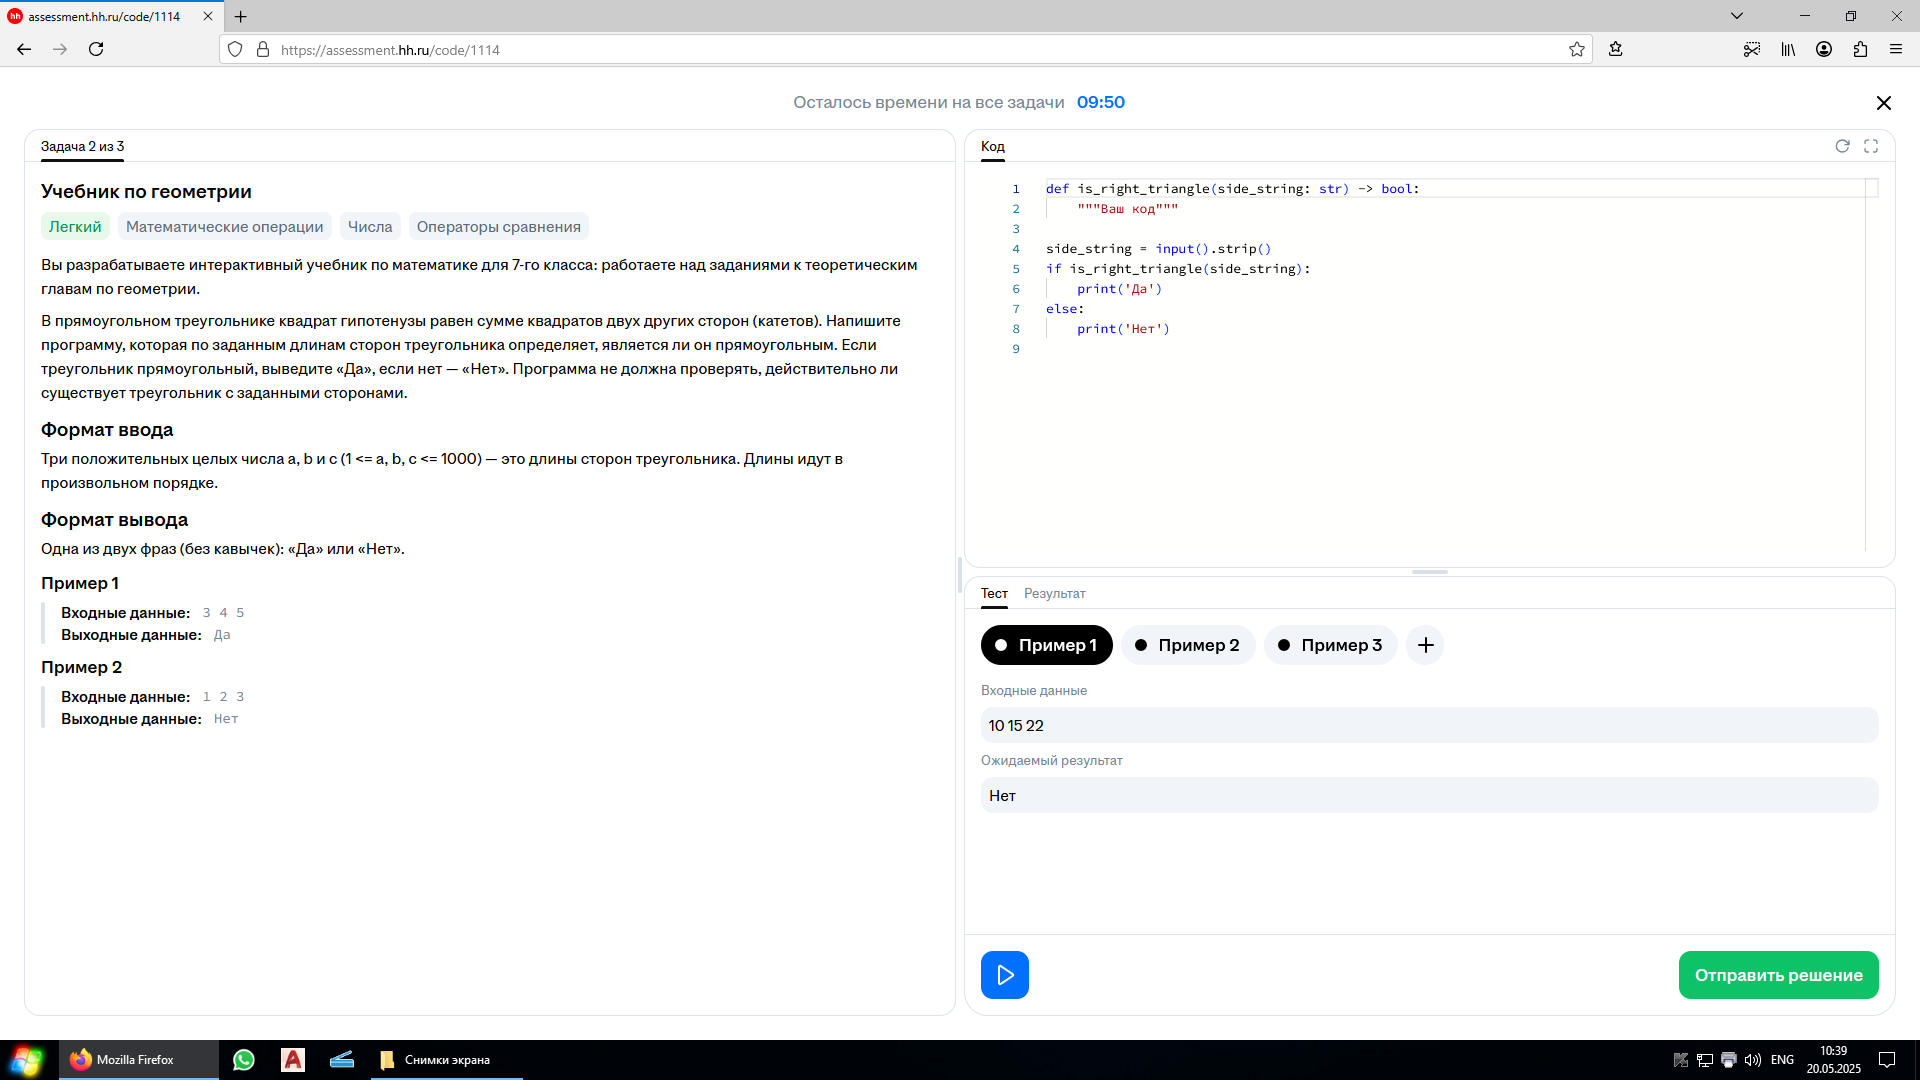 assessment.hh.ru/code/1114
https://assessment.hh.ru/code/1114
Осталось времени на все задачи 09:50
Задача 2 из 3
Учебник по геометрии
Легкий Математические операции Числа Операторы сравнения
Вы разрабатываете интерактивный учебник по математике для 7-го класса: работаете над заданиями к теоретическим
главам по геометрии.
В прямоугольном треугольнике квадрат гипотенузы равен сумме квадратов двух других сторон (катетов). Напишите
программу, которая по заданным длинам сторон треугольника определяет, является ли он прямоугольным. Если
треугольник прямоугольный, выведите «Да», если нет — «Нет». Программа не должна проверять, действительно ли
существует треугольник с заданными сторонами.
Формат ввода
Три положительных целых числа a, b и c (1 <= a, b, c <= 1000) — это длины сторон треугольника. Длины идут в
произвольном порядке.
Формат вывода
Одна из двух фраз (без кавычек): «Да» или «Нет».
Пример 1
Входные данные: 3 4 5
Выходные данные: Да
Пример 2
Входные данные: 1 2 3
Выходные данные: Нет
Код
1 def is_right_triangle(side_string: str) -> bool:
2     """Ваш код"""
3
4 side_string = input().strip()
5 if is_right_triangle(side_string):
6     print('Да')
7 else:
8     print('Нет')
9
Тест Результат
Пример 1 Пример 2 Пример 3
Входные данные
10 15 22
Ожидаемый результат
Нет
Отправить решение
Mozilla Firefox
Снимки экрана
ENG
10:39
20.05.2025